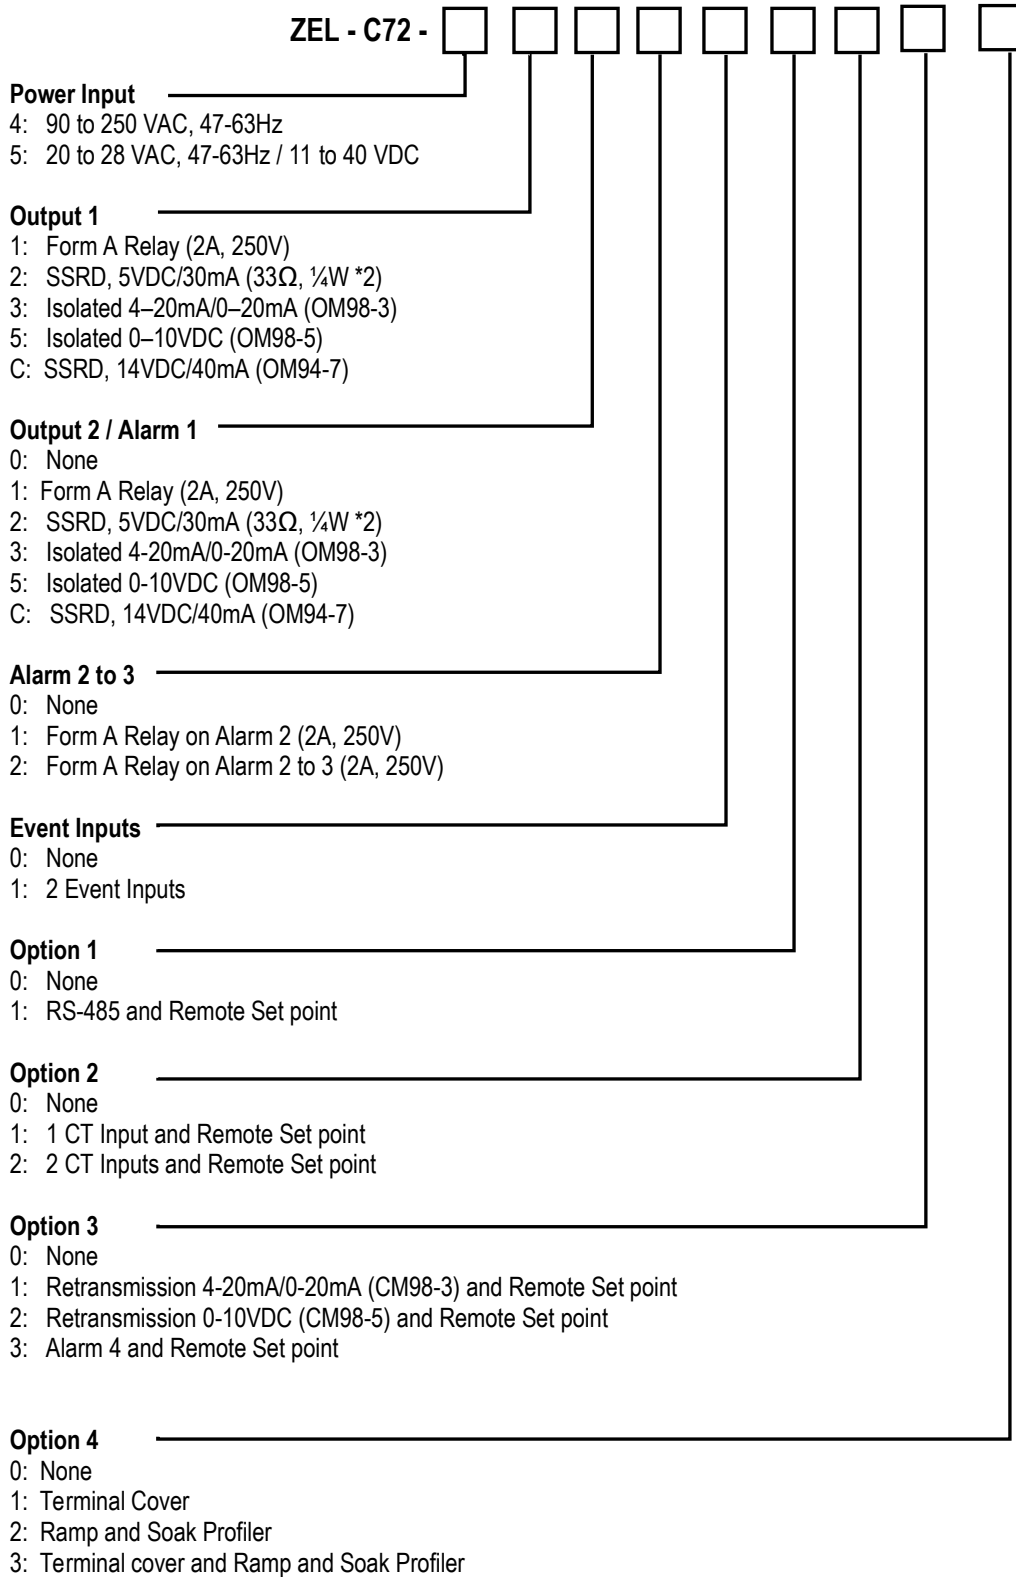 ZEL - C72 -
Power Input
4: 90 to 250 VAC, 47-63Hz
5: 20 to 28 VAC, 47-63Hz / 11 to 40 VDC
Output 1
1: Form A Relay (2A, 250V)
2: SSRD, 5VDC/30mA (33Ω, ¼W *2)
3: Isolated 4–20mA/0–20mA (OM98-3)
5: Isolated 0–10VDC (OM98-5)
C: SSRD, 14VDC/40mA (OM94-7)
Output 2 / Alarm 1
0: None
1: Form A Relay (2A, 250V)
2: SSRD, 5VDC/30mA (33Ω, ¼W *2)
3: Isolated 4-20mA/0-20mA (OM98-3)
5: Isolated 0-10VDC (OM98-5)
C: SSRD, 14VDC/40mA (OM94-7)
Alarm 2 to 3
0: None
1: Form A Relay on Alarm 2 (2A, 250V)
2: Form A Relay on Alarm 2 to 3 (2A, 250V)
Event Inputs
0: None
1: 2 Event Inputs
Option 1
0: None
1: RS-485 and Remote Set point
Option 2
0: None
1: 1 CT Input and Remote Set point
2: 2 CT Inputs and Remote Set point
Option 3
0: None
1: Retransmission 4-20mA/0-20mA (CM98-3) and Remote Set point
2: Retransmission 0-10VDC (CM98-5) and Remote Set point
3: Alarm 4 and Remote Set point
Option 4
0: None
1: Terminal Cover
2: Ramp and Soak Profiler
3: Terminal cover and Ramp and Soak Profiler